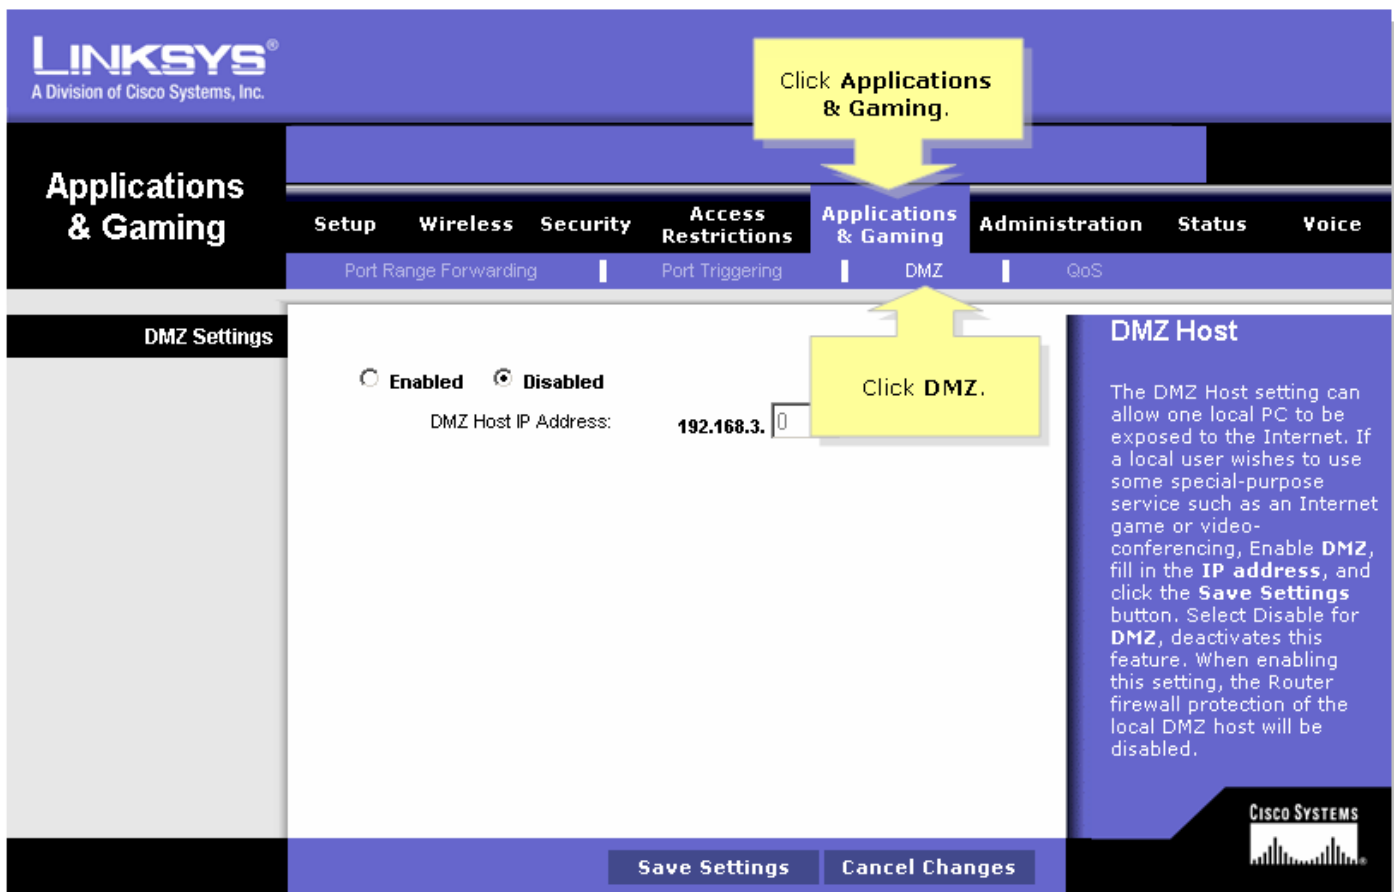 LINKSYS®
A Division of Cisco Systems, Inc.
Click Applications
& Gaming.
Applications
& Gaming
Setup Wireless Security Access Restrictions Applications & Gaming Administration Status Voice
Port Range Forwarding Port Triggering DMZ QoS
DMZ Settings
Enabled Disabled
DMZ Host IP Address: 192.168.3. 0
Click DMZ.
DMZ Host
The DMZ Host setting can
allow one local PC to be
exposed to the Internet. If
a local user wishes to use
some special-purpose
service such as an Internet
game or video-
conferencing, Enable DMZ,
fill in the IP address, and
click the Save Settings
button. Select Disable for
DMZ, deactivates this
feature. When enabling
this setting, the Router
firewall protection of the
local DMZ host will be
disabled.
Save Settings Cancel Changes
CISCO SYSTEMS
®